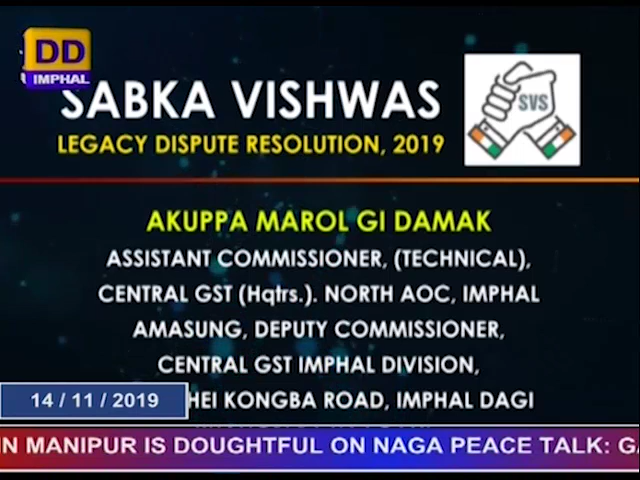 DD
IMPHAL
SABKA VISHWAS
SVS
LEGACY DISPUTE RESOLUTION, 2019
AKUPPA MAROL GI DAMAK
ASSISTANT COMMISSIONER, (TECHNICAL),
CENTRAL GST (Hqtrs.). NORTH AOC, IMPHAL
AMASUNG, DEPUTY COMMISSIONER,
CENTRAL GST IMPHAL DIVISION,
KONGBA ROAD, IMPHAL DAGI
14 / 11 / 2019
IN MANIPUR IS DOUGHTFUL ON NAGA PEACE TALK: